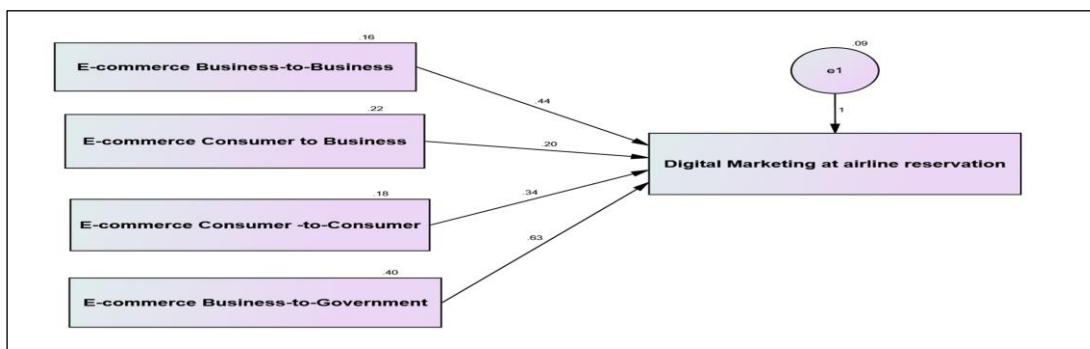 .16
E-commerce Business-to-Business
.22
E-commerce Consumer to Business
.18
E-commerce Consumer -to-Consumer
.40
E-commerce Business-to-Government
.44
.20
.34
.63
.09
e1
1
Digital Marketing at airline reservation